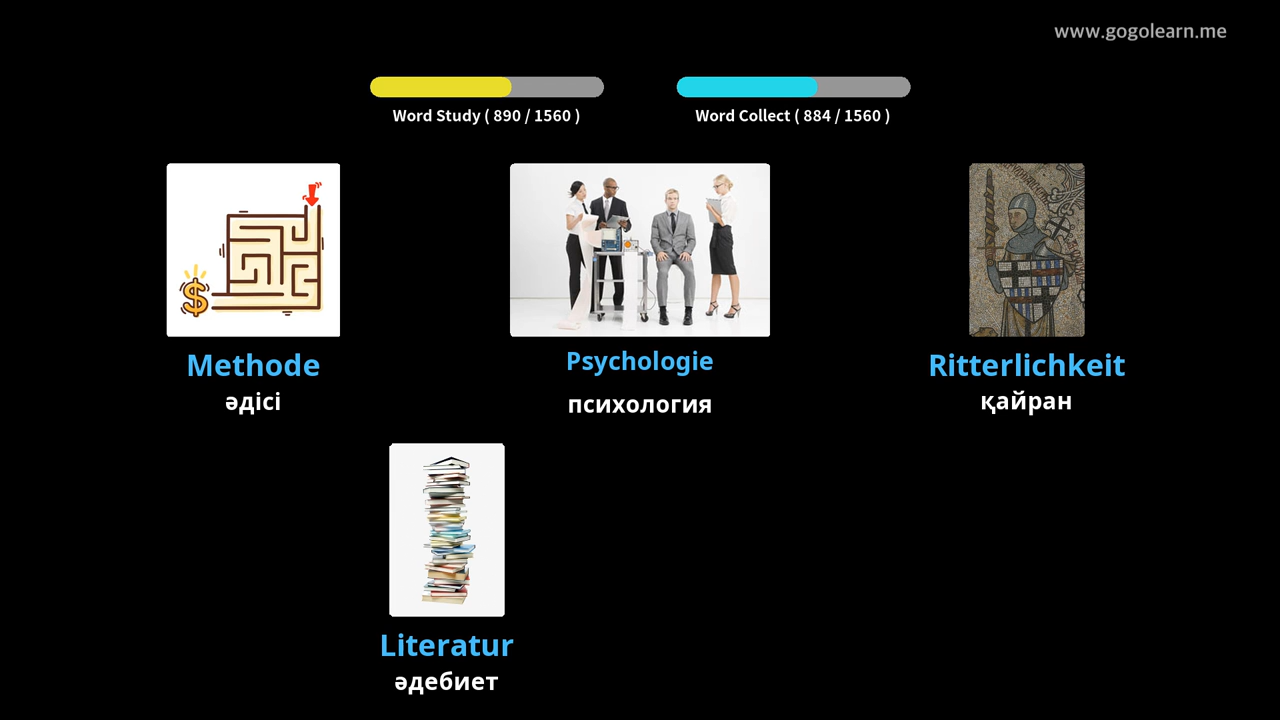 www.gogolearn.me
Word Study ( 890 / 1560 )
Word Collect ( 884 / 1560 )
Methode
әдісі
Psychologie
психология
Ritterlichkeit
қайран
Literatur
әдебиет